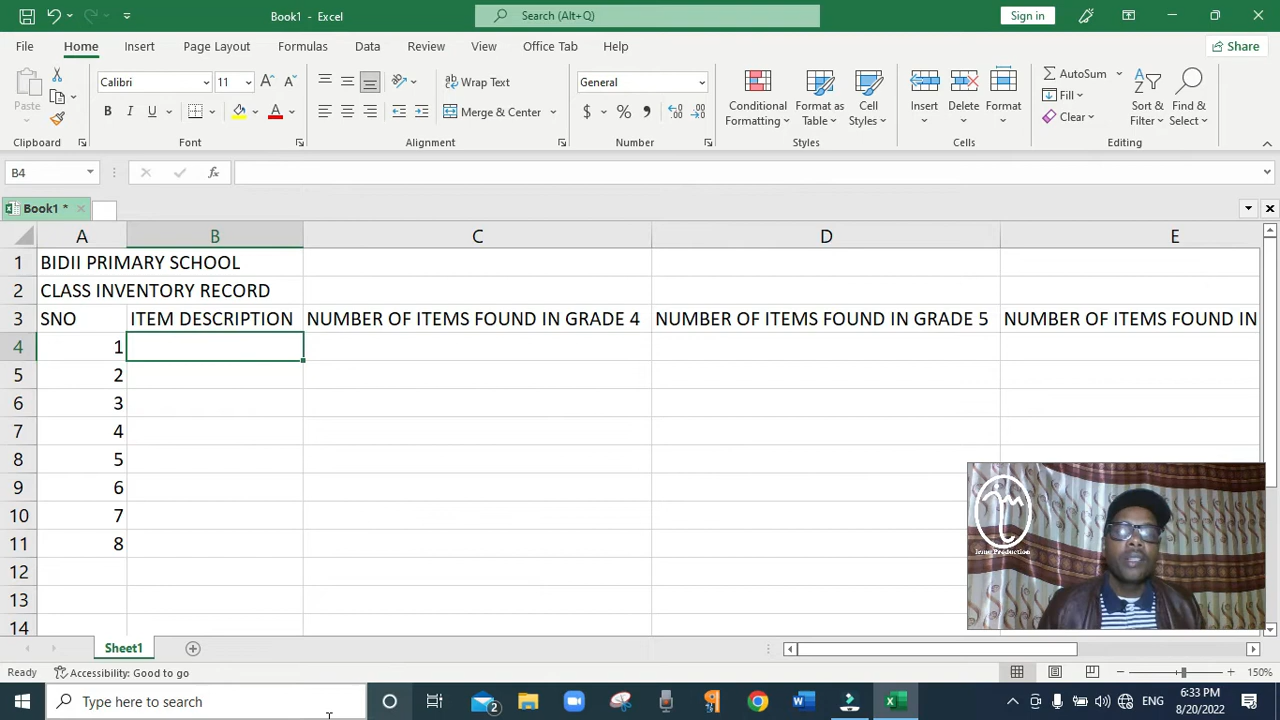 Book1 - Excel
Search (Alt+Q)
Sign in
File Home Insert Page Layout Formulas Data Review View Office Tab Help
Share
Paste
Calibri 11
B I U
Wrap Text
Merge & Center
General
$ % ,
Conditional Formatting
Format as Table
Cell Styles
Insert
Delete
Format
AutoSum
Fill
Clear
Sort & Filter
Find & Select
Clipboard Font Alignment Number Styles Cells Editing
B4
fx
Book1 *
A B C D E
1 BIDII PRIMARY SCHOOL
2 CLASS INVENTORY RECORD
3 SNO ITEM DESCRIPTION NUMBER OF ITEMS FOUND IN GRADE 4 NUMBER OF ITEMS FOUND IN GRADE 5 NUMBER OF ITEMS FOUND IN
4 1
5 2
6 3
7 4
8 5
9 6
10 7
11 8
12
13
14
Jemu Production
Sheet1
Ready Accessibility: Good to go
150%
Type here to search
2
ENG
6:33 PM
8/20/2022